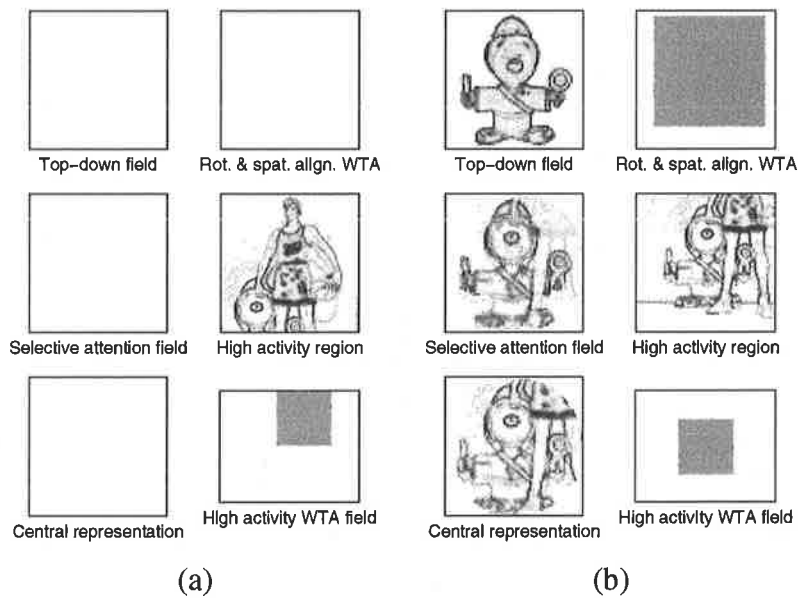 Top-down field
Rot. & spat. align. WTA
Top-down field
Rot. & spat. align. WTA
Selective attention field
High activity region
Selective attention field
High activity region
Central representation
High activity WTA field
Central representation
High activity WTA field
(a)
(b)